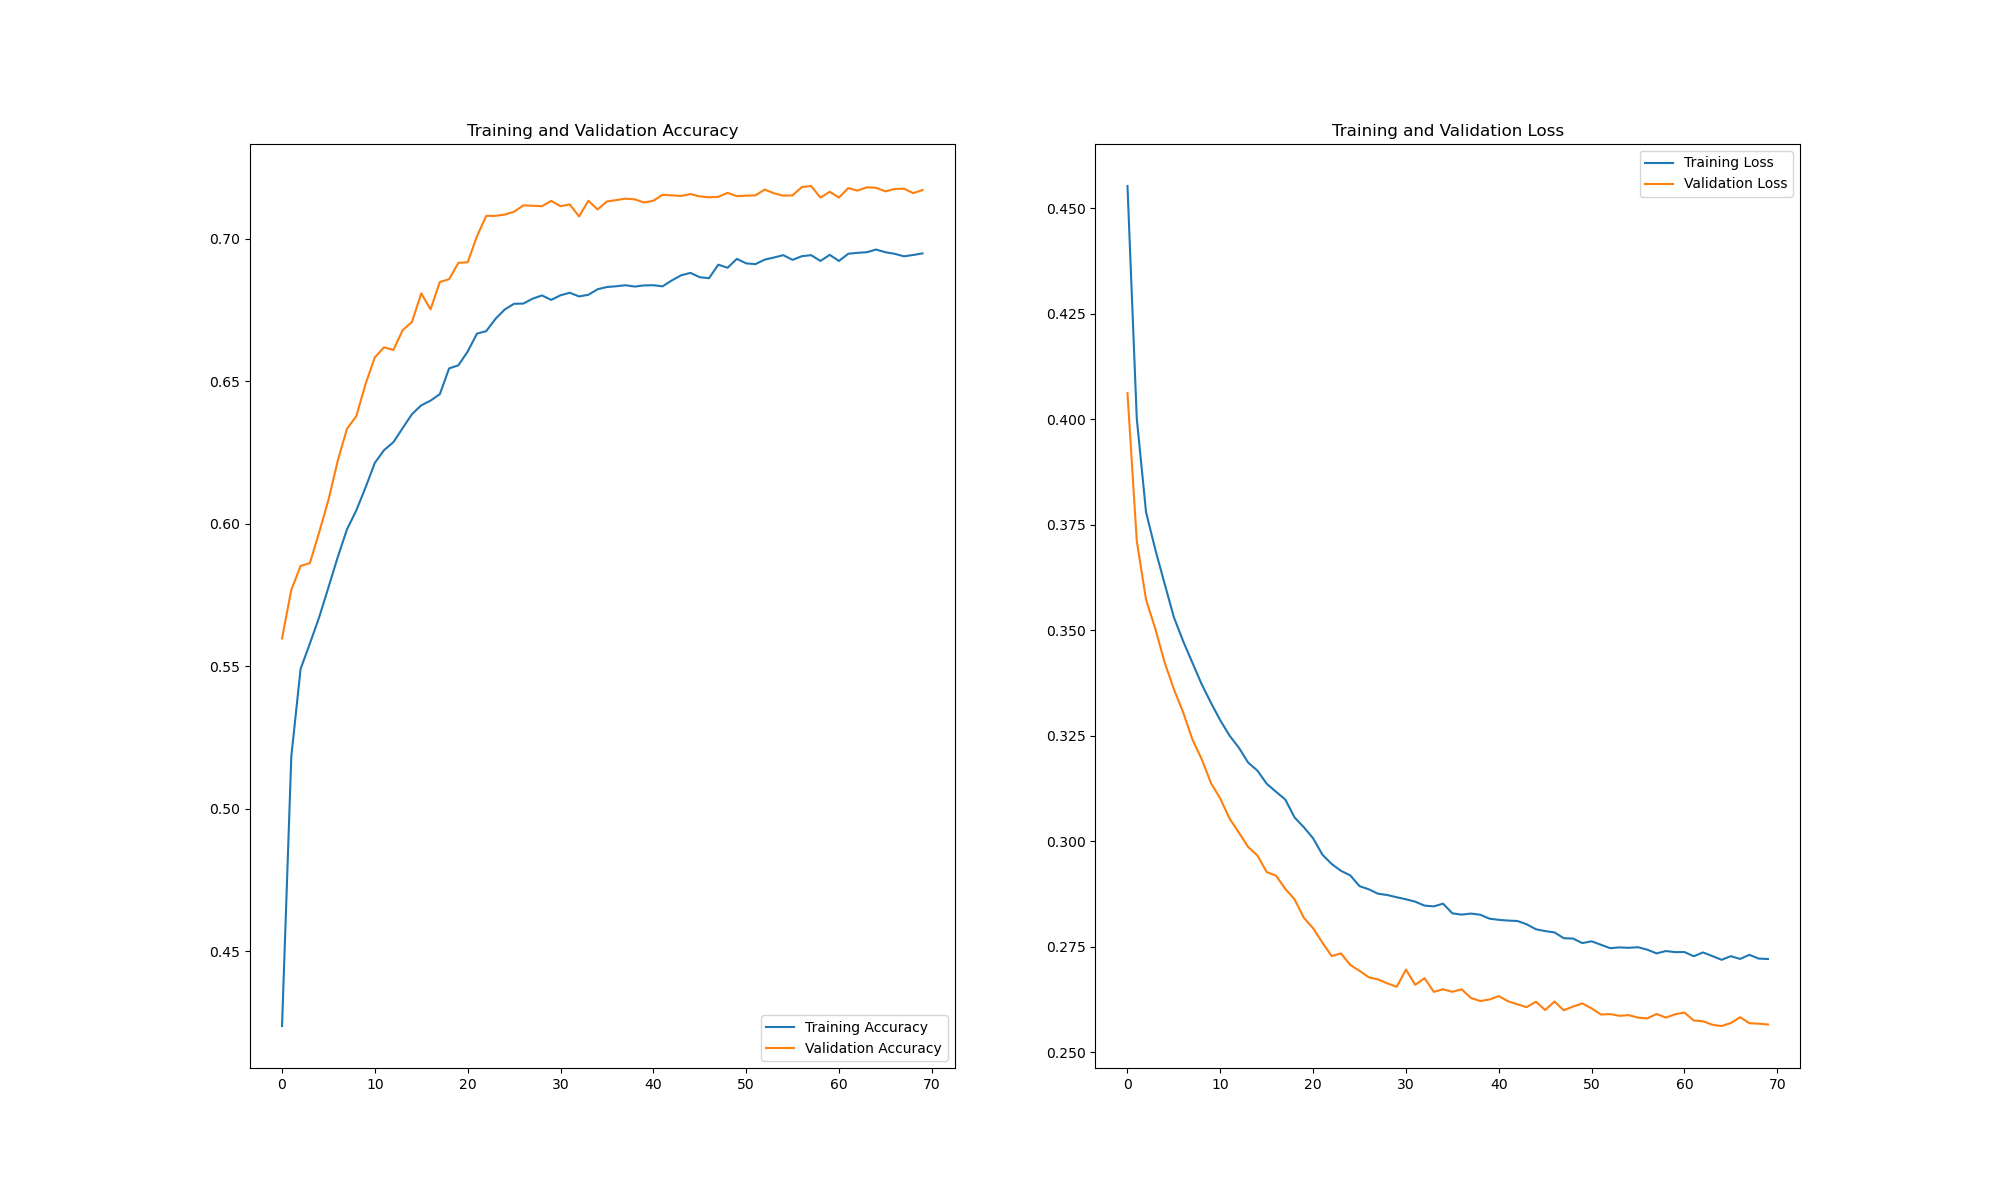 Training and Validation Accuracy
0.70
0.65
0.60
0.55
0.50
0.45
Training Accuracy
Validation Accuracy
0 10 20 30 40 50 60 70
Training and Validation Loss
Training Loss
Validation Loss
0.450
0.425
0.400
0.375
0.350
0.325
0.300
0.275
0.250
0 10 20 30 40 50 60 70